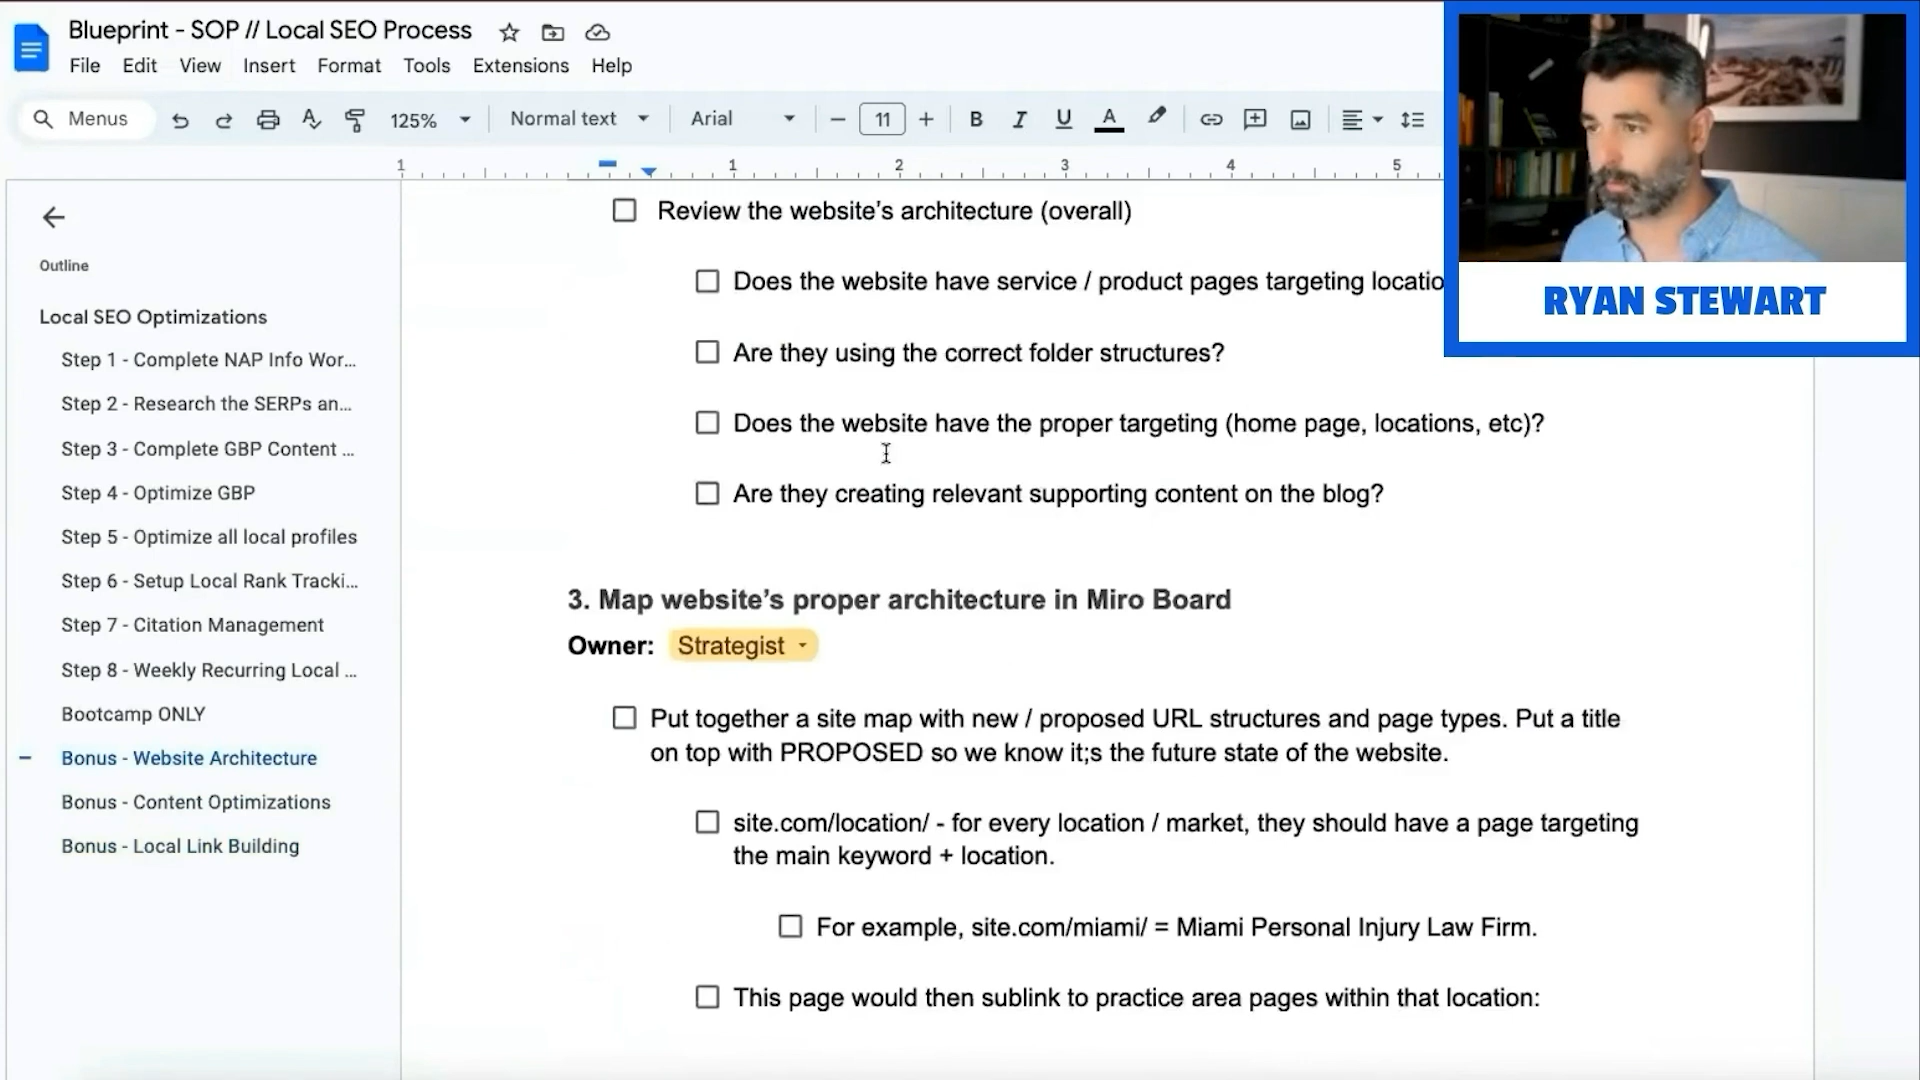 Blueprint - SOP // Local SEO Process
File Edit View Insert Format Tools Extensions Help
Menus 125% Normal text Arial 11 B I U A
1 1 2 3 4 5
RYAN STEWART
Outline
Local SEO Optimizations
Step 1 - Complete NAP Info Wor...
Step 2 - Research the SERPs an...
Step 3 - Complete GBP Content ...
Step 4 - Optimize GBP
Step 5 - Optimize all local profiles
Step 6 - Setup Local Rank Tracki...
Step 7 - Citation Management
Step 8 - Weekly Recurring Local ...
Bootcamp ONLY
Bonus - Website Architecture
Bonus - Content Optimizations
Bonus - Local Link Building
Review the website's architecture (overall)
Does the website have service / product pages targeting locatio
Are they using the correct folder structures?
Does the website have the proper targeting (home page, locations, etc)?
Are they creating relevant supporting content on the blog?
3. Map website's proper architecture in Miro Board
Owner: Strategist
Put together a site map with new / proposed URL structures and page types. Put a title
on top with PROPOSED so we know it;s the future state of the website.
site.com/location/ - for every location / market, they should have a page targeting
the main keyword + location.
For example, site.com/miami/ = Miami Personal Injury Law Firm.
This page would then sublink to practice area pages within that location: